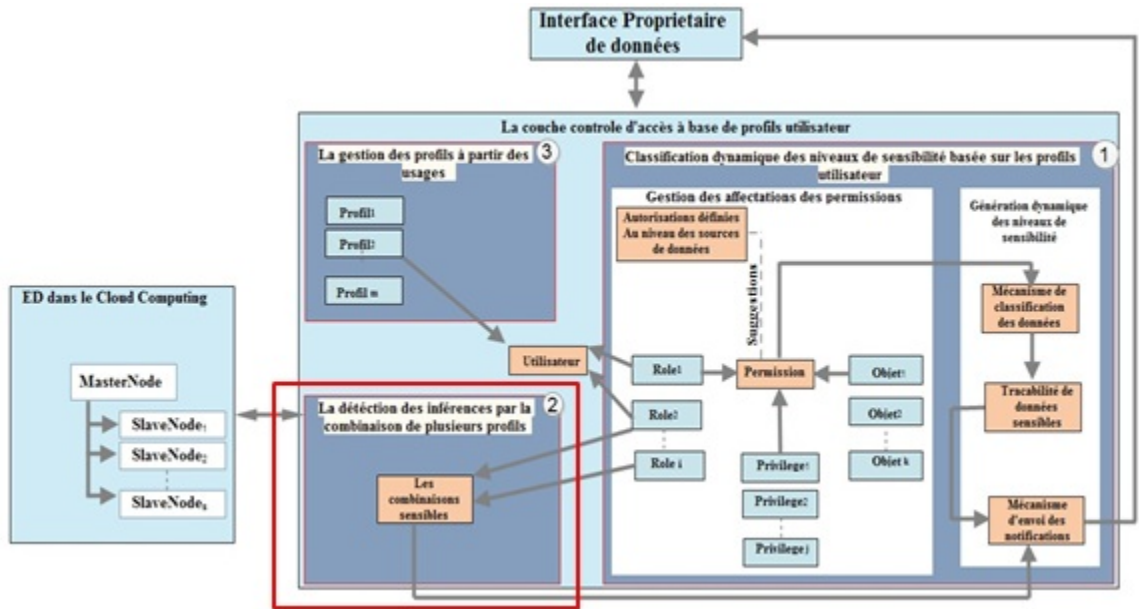 Interface Proprietaire
de données
La couche controle d'accès à base de profils utilisateur
La gestion des profils à partir des
usages
3
Profil1
Profil2
Profil m
Classification dynamique des niveaux de sensibilité basée sur les profils
utilisateur
1
Gestion des affectations des permissions
Autorisations définies
Au niveau des sources
de données
Suggestions
Génération dynamique
des niveaux de
sensibilité
Mécanisme de
classification
des données
Tracabilité de
données
sensibles
Mécanisme
d'envoi des
notifications
ED dans le Cloud Computing
MasterNode
SlaveNode1
SlaveNode2
SlaveNode
Utilisateur
Role1
Role2
Role i
Permission
Objet1
Objet2
Objet k
Privilege1
Privilege2
Privilege j
La détéction des inférences par la
combinaison de plusieurs profils
2
Les
combinaisons
sensibles